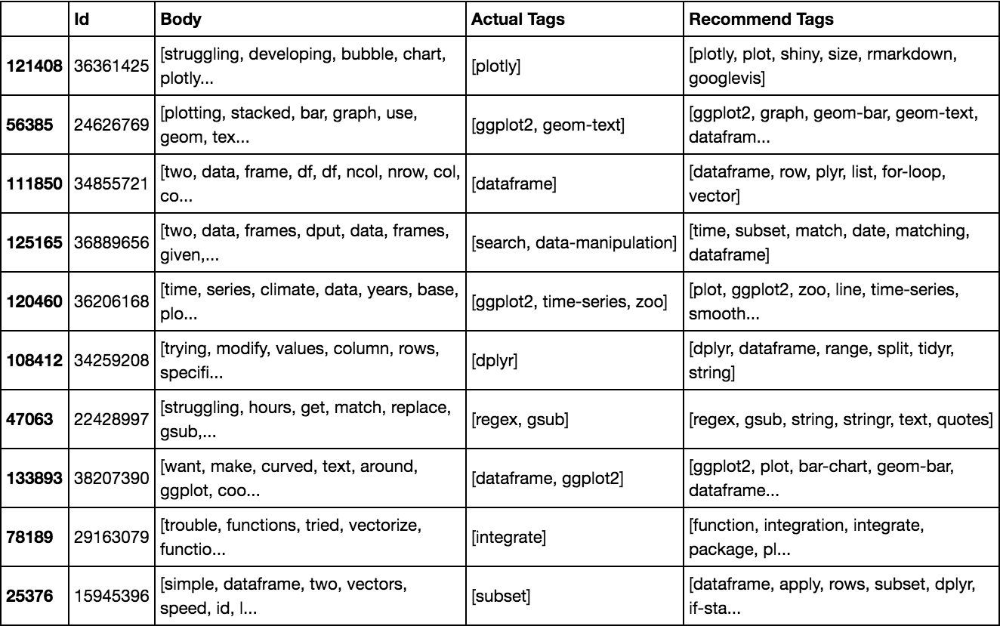 Id Body Actual Tags Recommend Tags
121408 36361425 [struggling, developing, bubble, chart, plotly... [plotly] [plotly, plot, shiny, size, rmarkdown, googlevis]
56385 24626769 [plotting, stacked, bar, graph, use, geom, tex... [ggplot2, geom-text] [ggplot2, graph, geom-bar, geom-text, datafram...
111850 34855721 [two, data, frame, df, df, ncol, nrow, col, co... [dataframe] [dataframe, row, plyr, list, for-loop, vector]
125165 36889656 [two, data, frames, dput, data, frames, given,... [search, data-manipulation] [time, subset, match, date, matching, dataframe]
120460 36206168 [time, series, climate, data, years, base, plo... [ggplot2, time-series, zoo] [plot, ggplot2, zoo, line, time-series, smooth...
108412 34259208 [trying, modify, values, column, rows, specifi... [dplyr] [dplyr, dataframe, range, split, tidyr, string]
47063 22428997 [struggling, hours, get, match, replace, gsub,... [regex, gsub] [regex, gsub, string, stringr, text, quotes]
133893 38207390 [want, make, curved, text, around, ggplot, coo... [dataframe, ggplot2] [ggplot2, plot, bar-chart, geom-bar, dataframe...
78189 29163079 [trouble, functions, tried, vectorize, functio... [integrate] [function, integration, integrate, package, pl...
25376 15945396 [simple, dataframe, two, vectors, speed, id, l... [subset] [dataframe, apply, rows, subset, dplyr, if-sta...